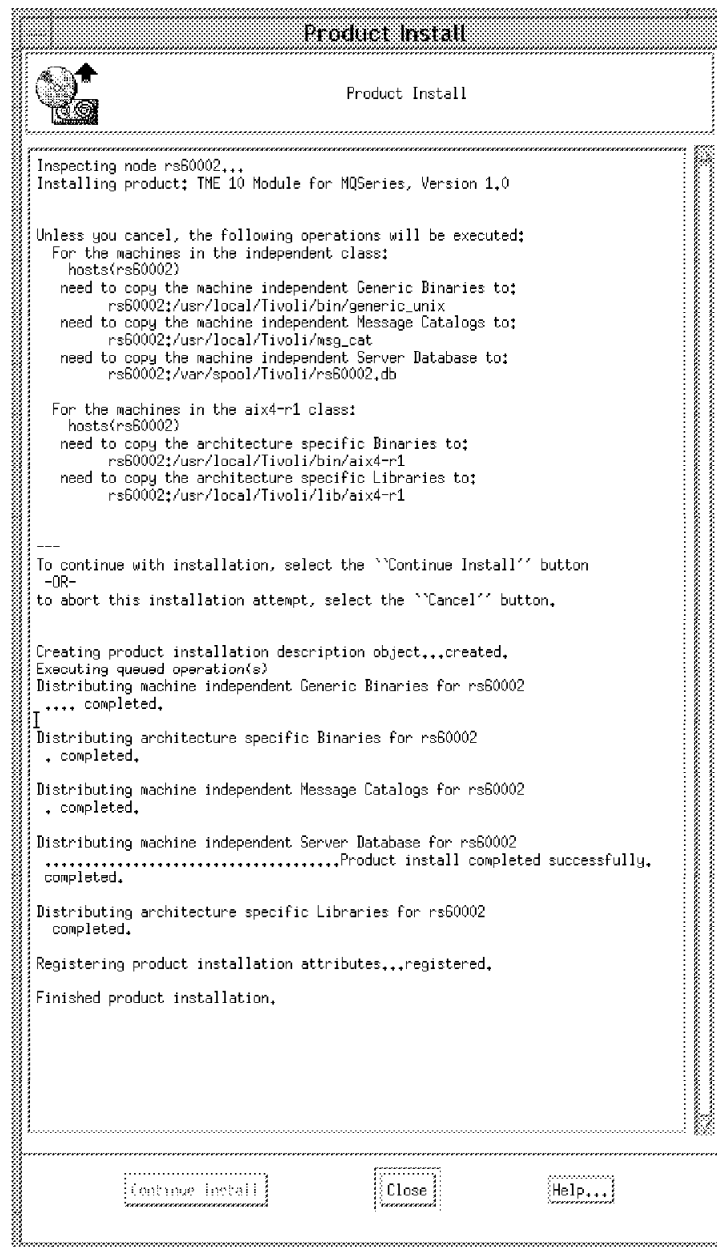 Product Install
Product Install
Inspecting node rs60002...
Installing product: TME 10 Module for MQSeries, Version 1.0
Unless you cancel, the following operations will be executed:
For the machines in the independent class:
hosts(rs60002)
need to copy the machine independent Generic Binaries to:
rs60002:/usr/local/Tivoli/bin/generic_unix
need to copy the machine independent Message Catalogs to:
rs60002:/usr/local/Tivoli/msg_cat
need to copy the machine independent Server Database to:
rs60002:/var/spool/Tivoli/rs60002.db
For the machines in the aix4-r1 class:
hosts(rs60002)
need to copy the architecture specific Binaries to:
rs60002:/usr/local/Tivoli/bin/aix4-r1
need to copy the architecture specific Libraries to:
rs60002:/usr/local/Tivoli/lib/aix4-r1
---
To continue with installation, select the ``Continue Install'' button
-OR-
to abort this installation attempt, select the ``Cancel'' button.
Creating product installation description object...created.
Executing queued operation(s)
Distributing machine independent Generic Binaries for rs60002
.... completed.
Distributing architecture specific Binaries for rs60002
. completed.
Distributing machine independent Message Catalogs for rs60002
. completed.
Distributing machine independent Server Database for rs60002
.....................................Product install completed successfully.
completed.
Distributing architecture specific Libraries for rs60002
completed.
Registering product installation attributes...registered.
Finished product installation.
Continue Install
Close
Help...